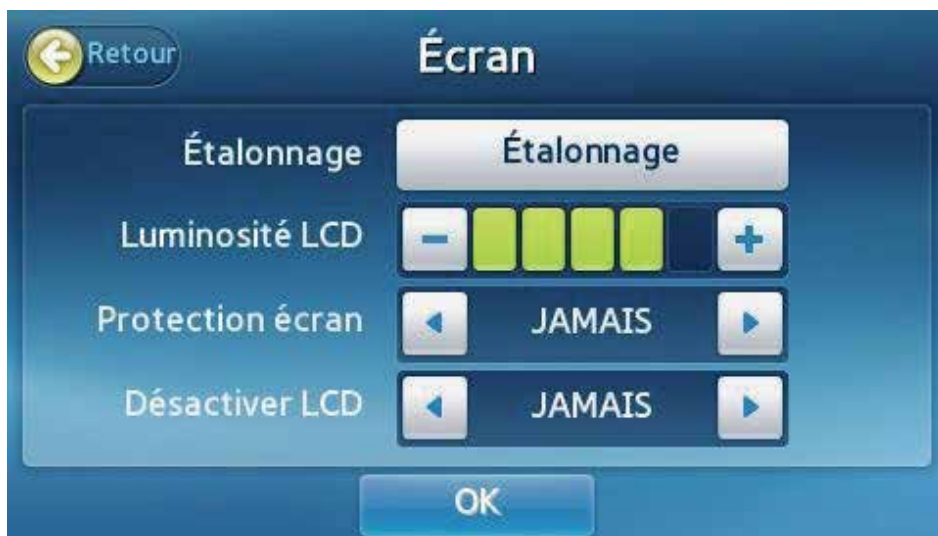 Retour
Écran
Étalonnage Étalonnage
Luminosité LCD
Protection écran JAMAIS
Désactiver LCD JAMAIS
OK